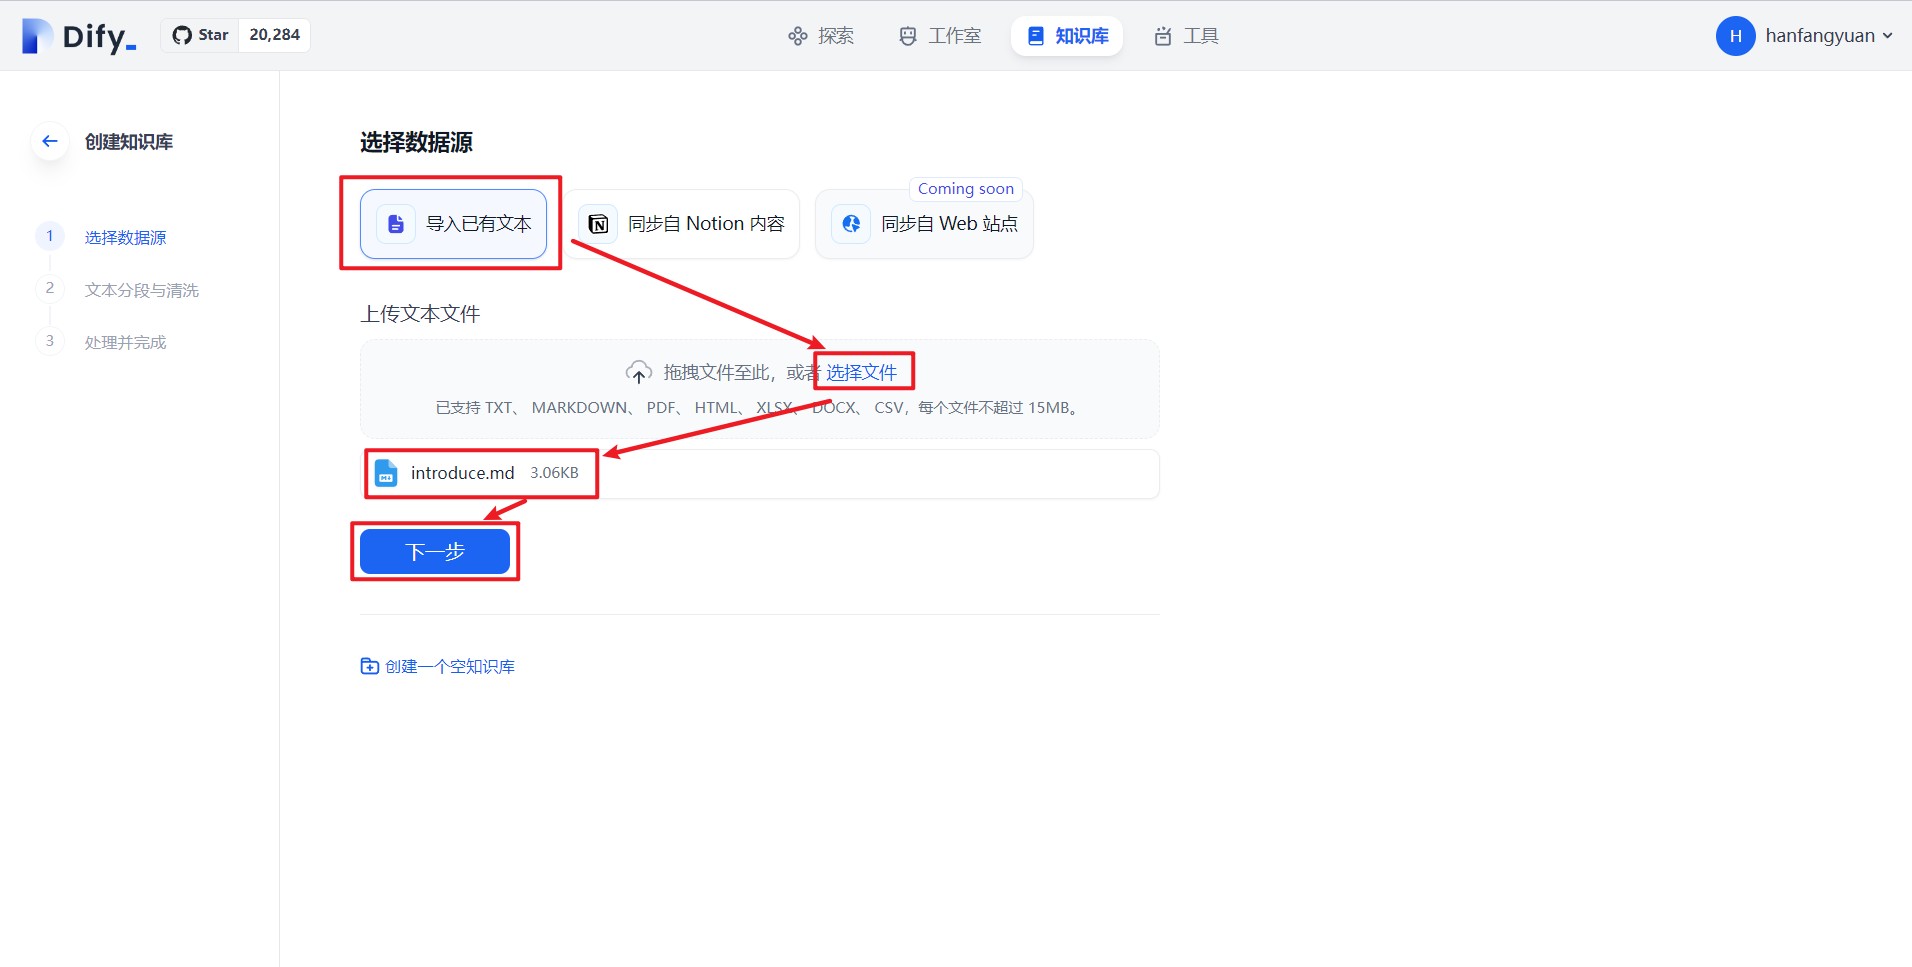 Dify_
Star 20,284
探索 工作室 知识库 工具
H hanfangyuan
创建知识库
1 选择数据源
2 文本分段与清洗
3 处理并完成
选择数据源
Coming soon
导入已有文本 同步自 Notion 内容 同步自 Web 站点
上传文本文件
拖拽文件至此，或者 选择文件
已支持 TXT、 MARKDOWN、 PDF、 HTML、 XLSX、 DOCX、 CSV，每个文件不超过 15MB。
introduce.md 3.06KB
下一步
创建一个空知识库